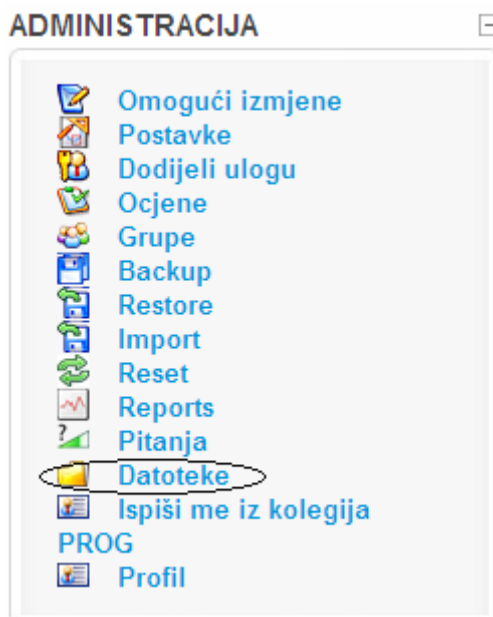 ADMINISTRACIJA
Omogući izmjene
Postavke
Dodijeli ulogu
Ocjene
Grupe
Backup
Restore
Import
Reset
Reports
Pitanja
Datoteke
Ispiši me iz kolegija
PROG
Profil